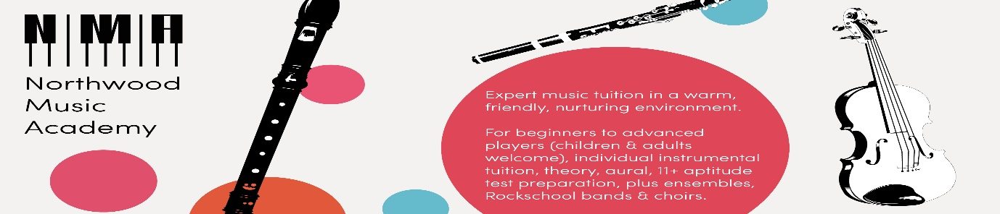 NMA
Northwood
Music
Academy
Expert music tuition in a warm,
friendly, nurturing environment.
For beginners to advanced
players (children & adults
welcome), individual instrumental
tuition, theory, aural, 11+ aptitude
test preparation, plus ensembles,
Rockschool bands & choirs.